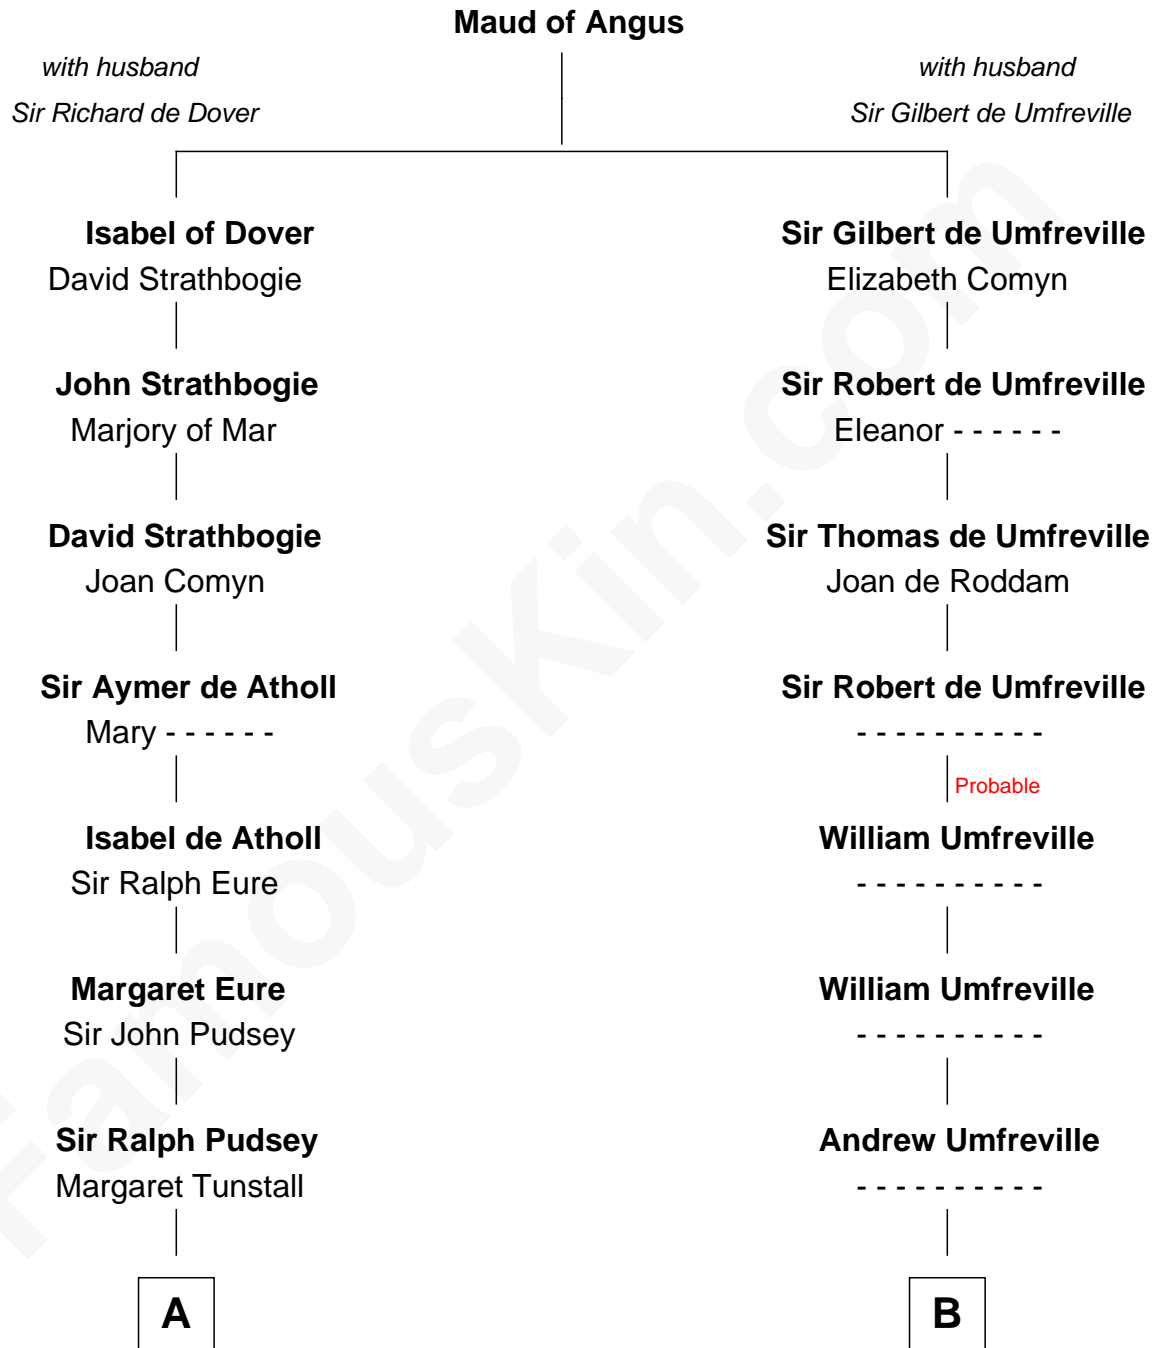 Maud of Angus
with husband
Sir Richard de Dover
with husband
Sir Gilbert de Umfreville
Isabel of Dover
David Strathbogie
Sir Gilbert de Umfreville
Elizabeth Comyn
John Strathbogie
Marjory of Mar
Sir Robert de Umfreville
Eleanor - - - - - -
David Strathbogie
Joan Comyn
Sir Thomas de Umfreville
Joan de Roddam
Sir Aymer de Atholl
Mary - - - - - -
Sir Robert de Umfreville
- - - - - - - - - -
Probable
Isabel de Atholl
Sir Ralph Eure
William Umfreville
- - - - - - - - - -
Margaret Eure
Sir John Pudsey
William Umfreville
- - - - - - - - - -
Sir Ralph Pudsey
Margaret Tunstall
Andrew Umfreville
- - - - - - - - - -
A
B
FamousKin.com